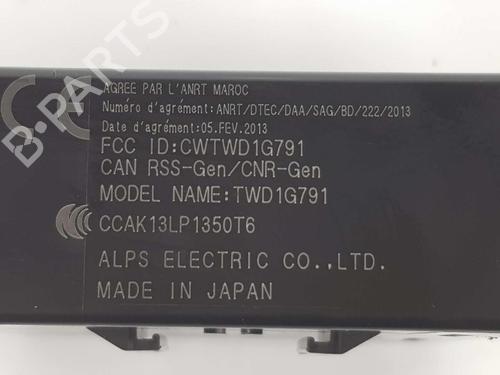 B-PARTS
AGREE PAR L'ANRT MAROC
Numéro d'agrément:ANRT/DTEC/DAA/SAG/BD/222/2013
Date d'agrément:05.FEV.2013
FCC ID:CWTWD1G791
CAN RSS-Gen/CNR-Gen
MODEL NAME:TWD1G791
CCAK13LP1350T6
ALPS ELECTRIC CO.,LTD.
MADE IN JAPAN